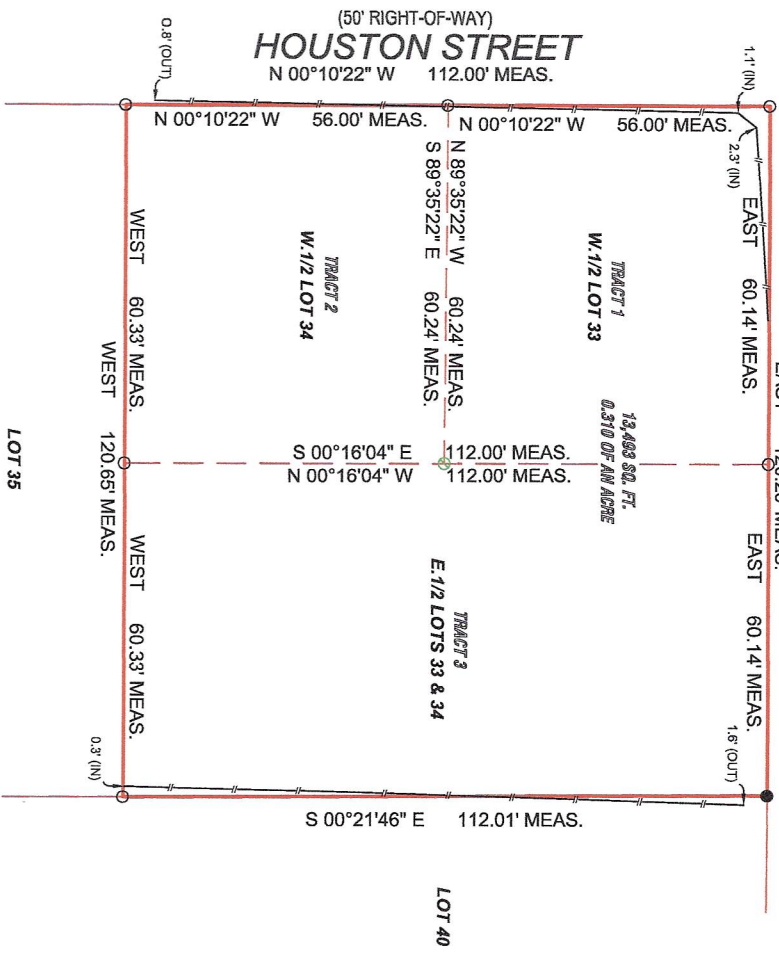 (50' RIGHT-OF-WAY)
HOUSTON STREET
N 00°10'22" W 112.00' MEAS.
0.8' (OUT)
1.1' (IN)
2.3' (IN)
N 00°10'22" W 56.00' MEAS.
N 00°10'22" W 56.00' MEAS.
N 89°35'22" W 60.24' MEAS.
S 89°35'22" E 60.24' MEAS.
EAST 60.14' MEAS.
TRACT 1
W.1/2 LOT 33
TRACT 2
W.1/2 LOT 34
WEST 60.33' MEAS.
13,493 SQ. FT.
0.310 OF AN ACRE
S 00°16'04" E 112.00' MEAS.
N 00°16'04" W 112.00' MEAS.
WEST 120.65' MEAS.
LOT 35
EAST 60.14' MEAS.
TRACT 3
E.1/2 LOTS 33 & 34
WEST 60.33' MEAS.
0.3' (IN)
1.6' (OUT)
S 00°21'46" E 112.01' MEAS.
LOT 40